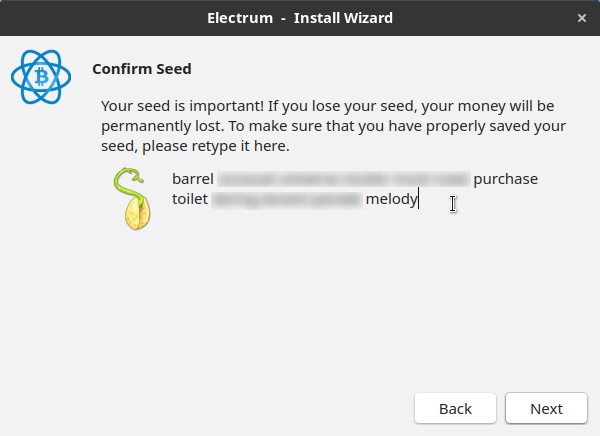 Electrum - Install Wizard
Confirm Seed
Your seed is important! If you lose your seed, your money will be
permanently lost. To make sure that you have properly saved your
seed, please retype it here.
barrel purchase
toilet melody
Back
Next